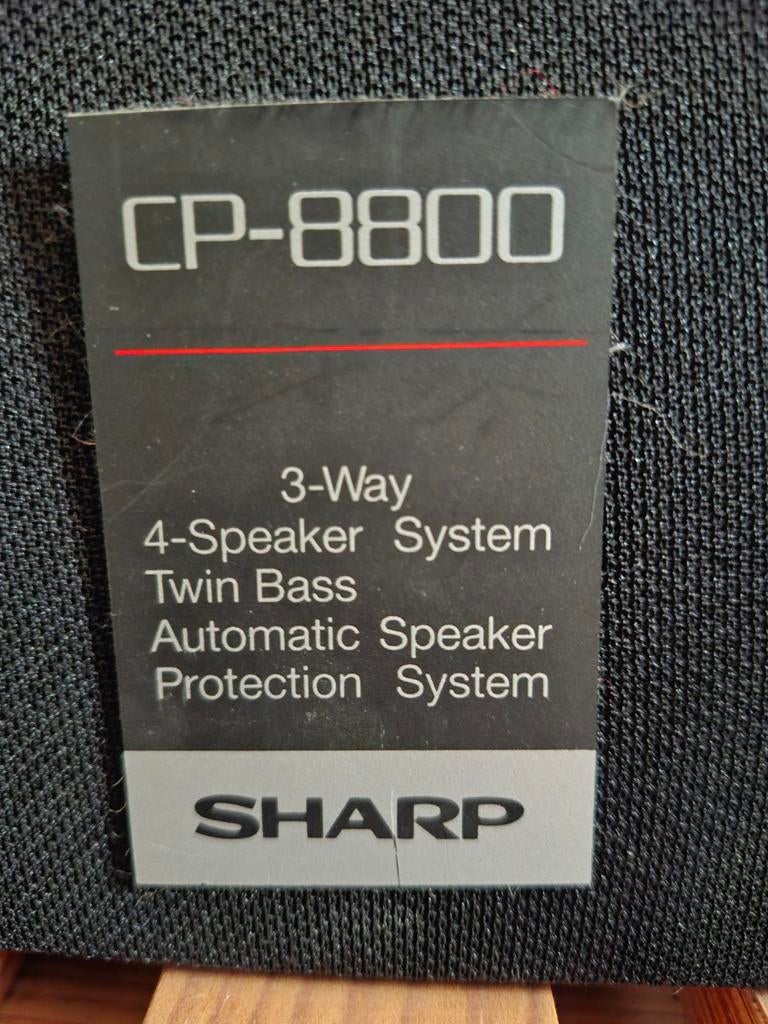 CP-8800
3-Way
4-Speaker System
Twin Bass
Automatic Speaker
Protection System
SHARP